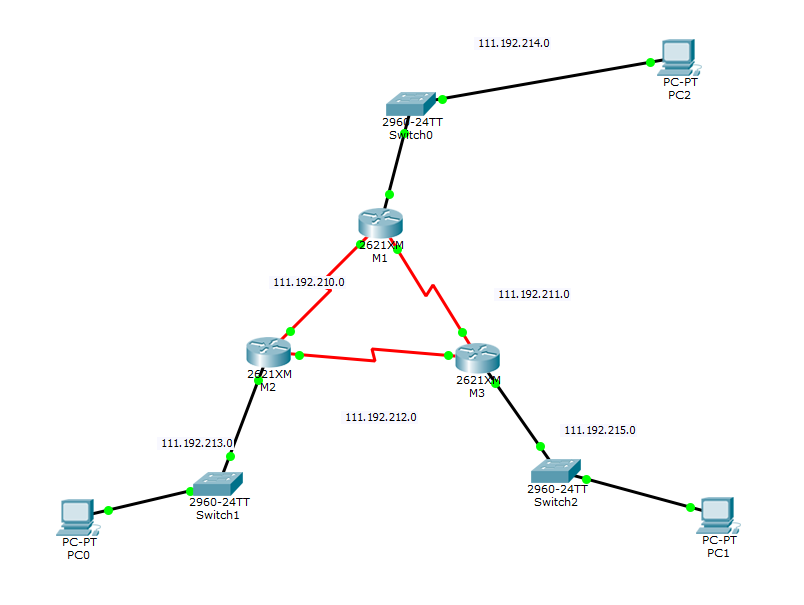 111.192.214.0
PC-PT
PC2
2960-24TT
Switch0
2621XM
M1
111.192.210.0
111.192.211.0
2621XM
M2
2621XM
M3
111.192.212.0
111.192.213.0
111.192.215.0
2960-24TT
Switch1
2960-24TT
Switch2
PC-PT
PC0
PC-PT
PC1